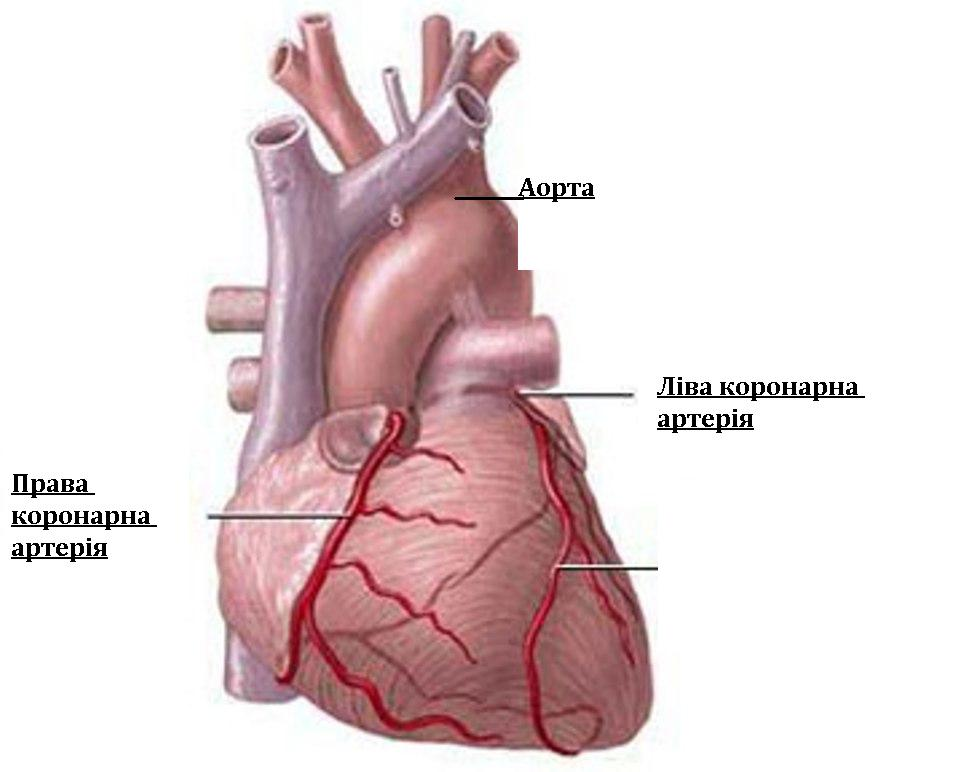 Аорта
Ліва коронарна
артерія
Права
коронарна
артерія